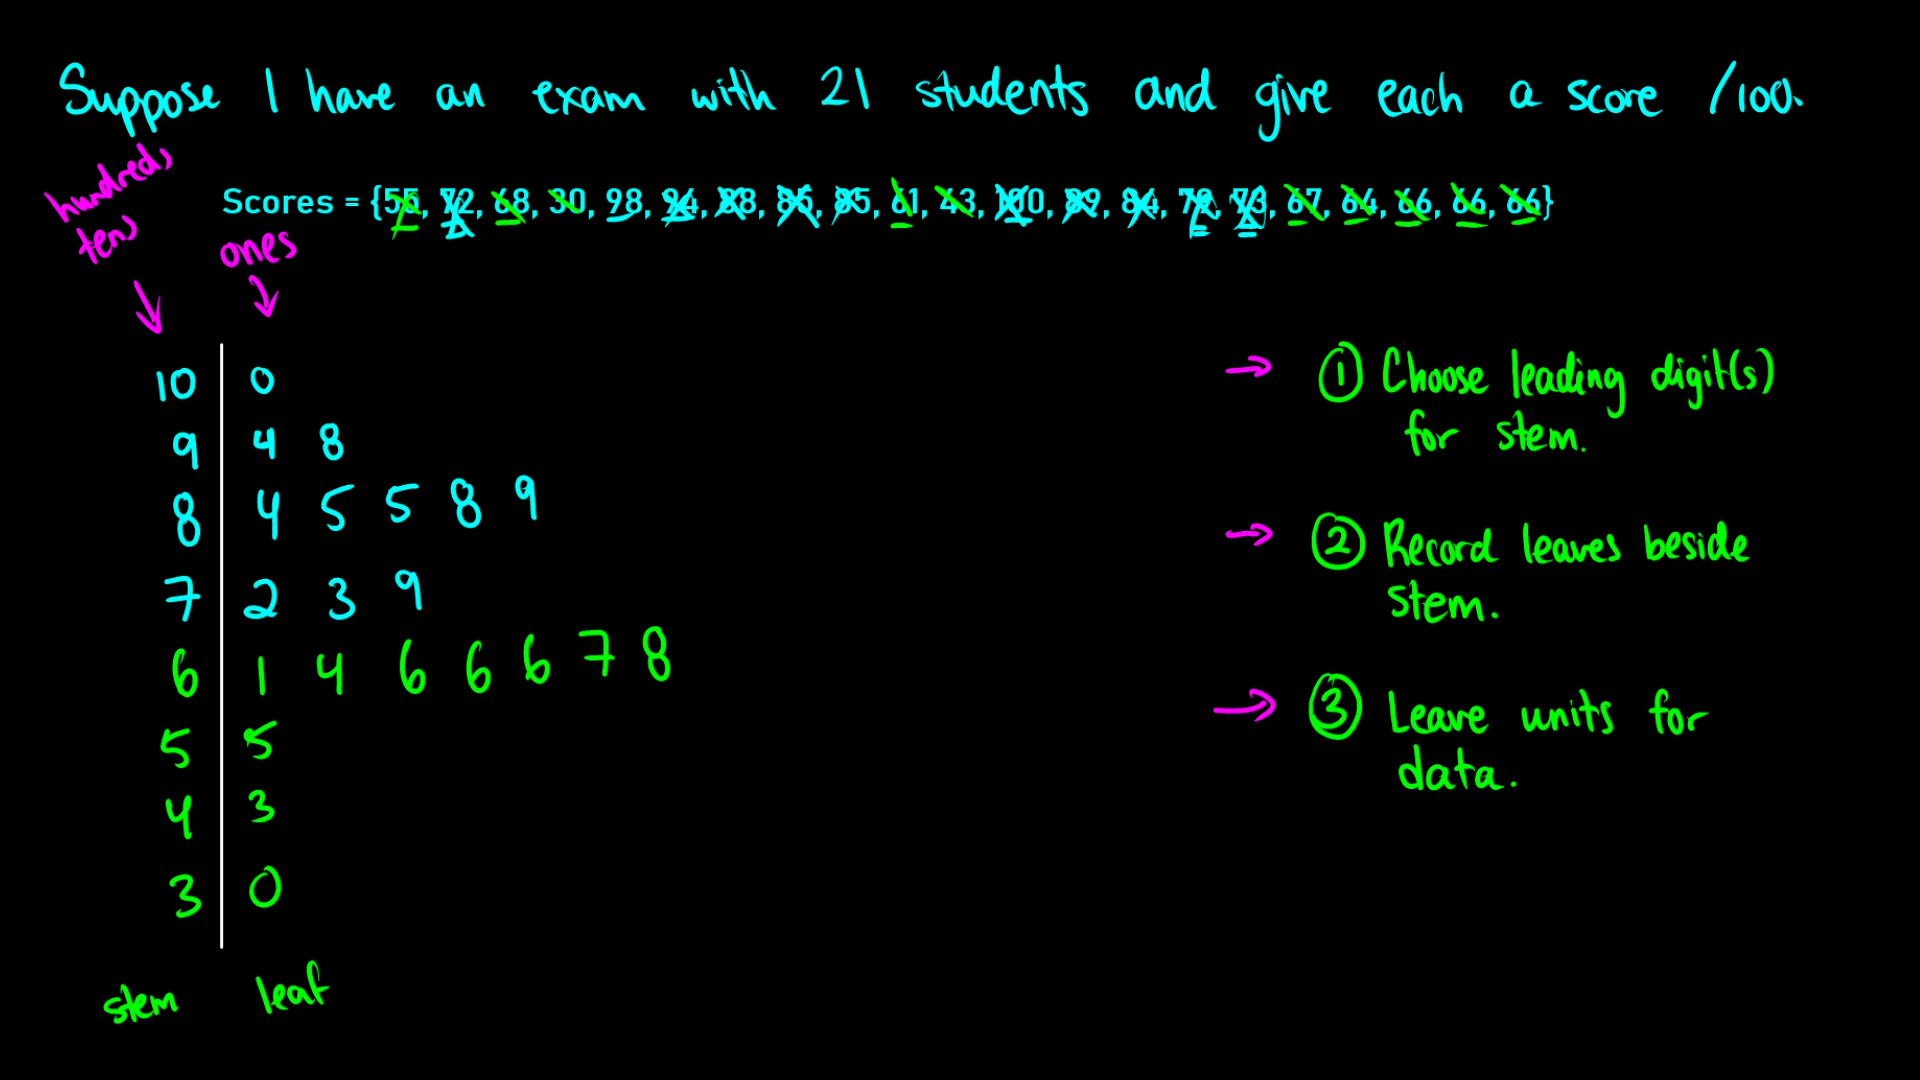 Suppose I have an exam with 21 students and give each a score /100.
hundreds
tens
Scores = {55, 72, 68, 30, 98, 94, 88, 85, 85, 61, 43, 100, 89, 84, 79, 73, 67, 64, 66, 66, 66}
ones
10 0
9 4 8
8 4 5 5 8 9
7 2 3 9
6 1 4 6 6 6 7 8
5 5
4 3
3 0
stem leaf
→ ① Choose leading digit(s)
for stem.
→ ② Record leaves beside
stem.
→ ③ Leave units for
data.